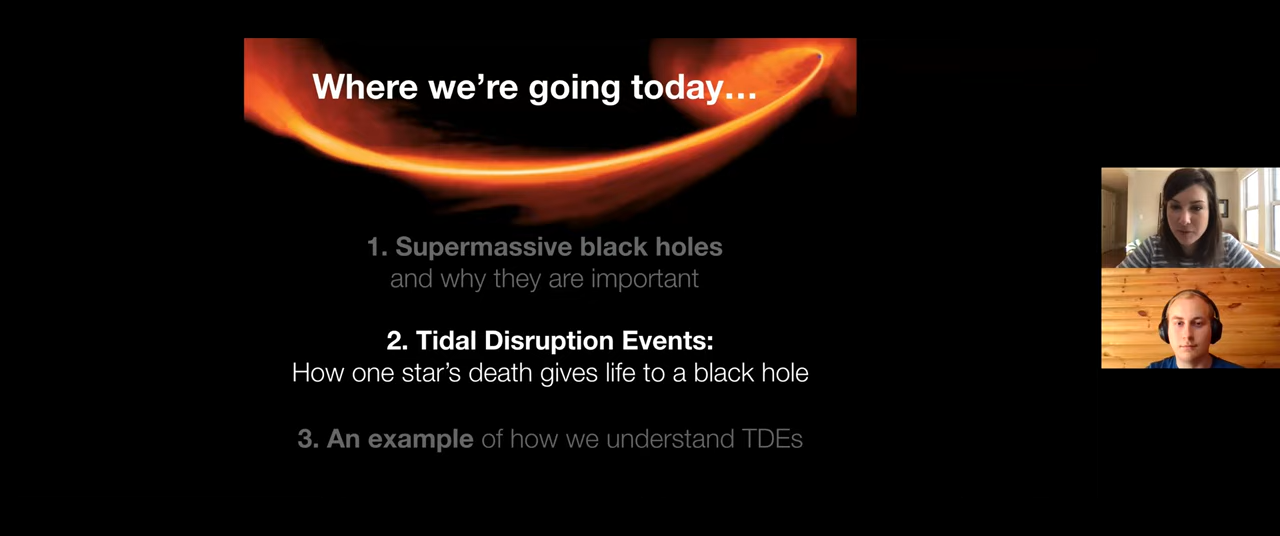 Where we’re going today…
1. Supermassive black holes
and why they are important
2. Tidal Disruption Events:
How one star’s death gives life to a black hole
3. An example of how we understand TDEs